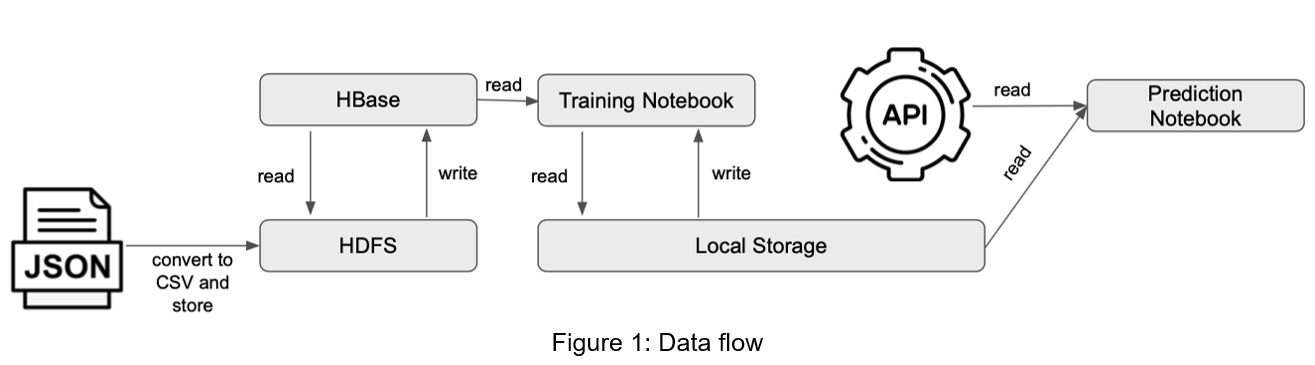 HBase
read
Training Notebook
API
read
Prediction
Notebook
read
write
read
write
read
JSON
convert to
CSV and
store
HDFS
Local Storage
Figure 1: Data flow